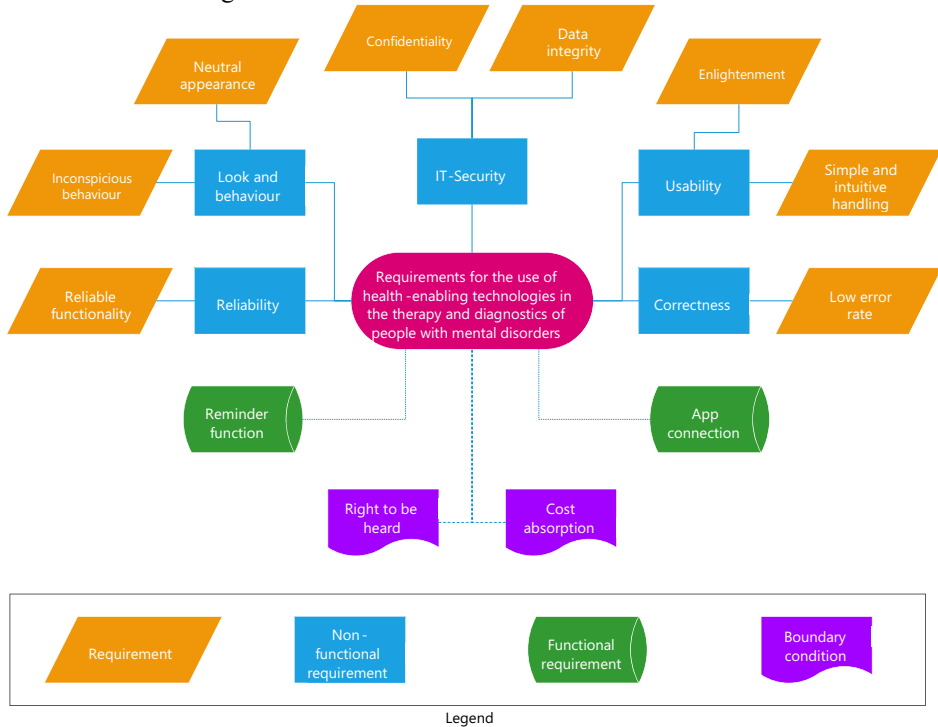 Confidentiality
Data
integrity
Neutral
appearance
Enlightenment
Inconspicious
behaviour
Look and
behaviour
IT-Security
Usability
Simple and
intuitive
handling
Reliable
functionality
Reliability
Requirements for the use of
health-enabling technologies in
the therapy and diagnostics of
people with mental disorders
Correctness
Low error
rate
Reminder
function
App
connection
Right to be
heard
Cost
absorption
Requirement
Non-
functional
requirement
Functional
requirement
Boundary
condition
Legend